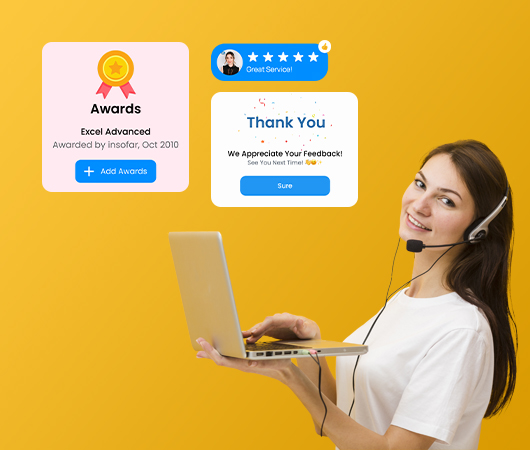 Awards
Excel Advanced
Awarded by insofar, Oct 2010
Add Awards
Great Service!
Thank You
We Appreciate Your Feedback!
See You Next Time! 👏😍✨
Sure